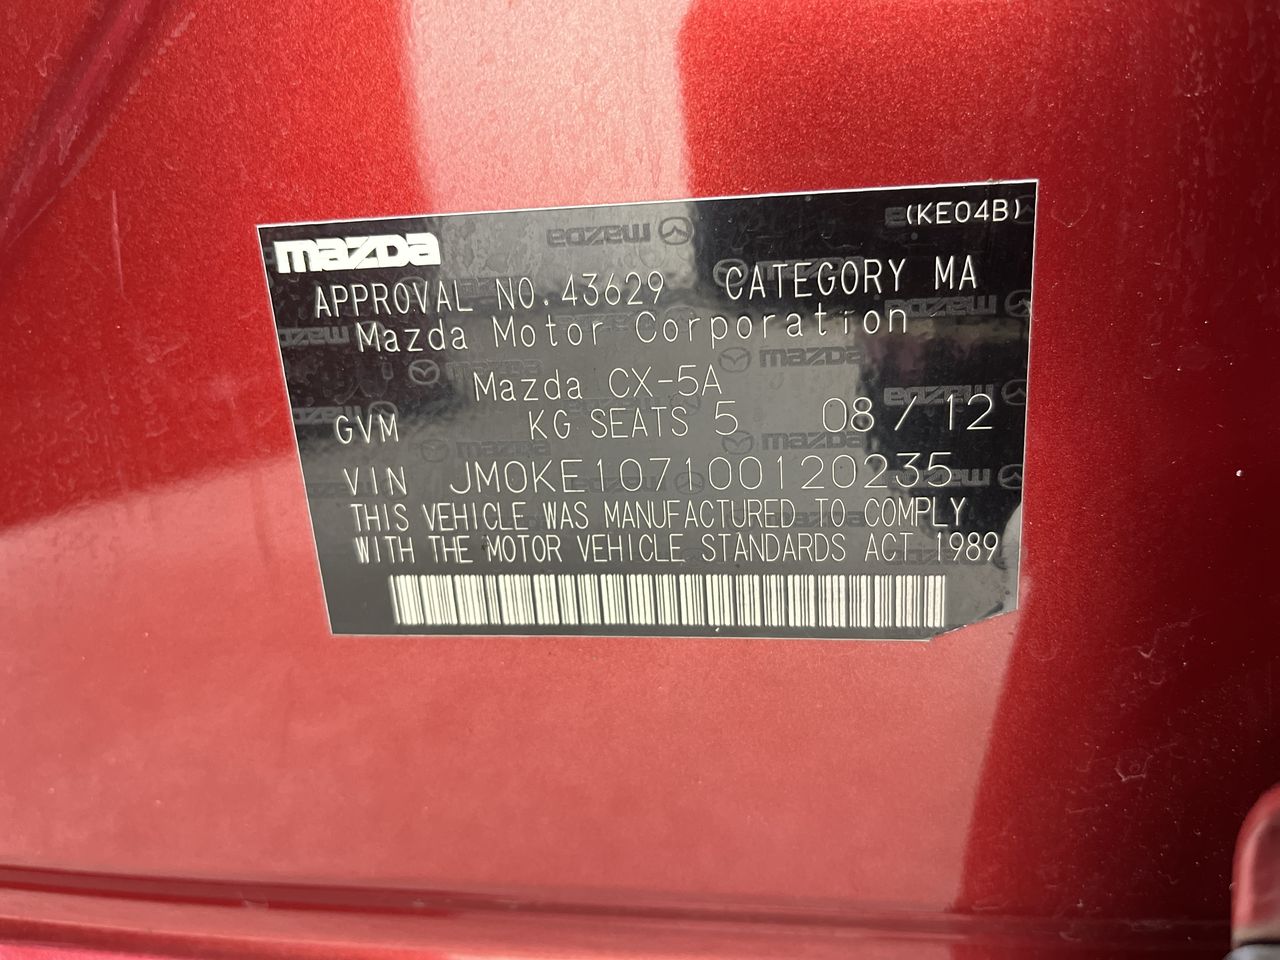 (KE04B)
mazda
APPROVAL NO.43629 CATEGORY MA
Mazda Motor Corporation
Mazda CX-5A
GVM KG SEATS 5 08/12
VIN JM0KE107100120235
THIS VEHICLE WAS MANUFACTURED TO COMPLY
WITH THE MOTOR VEHICLE STANDARDS ACT 1989